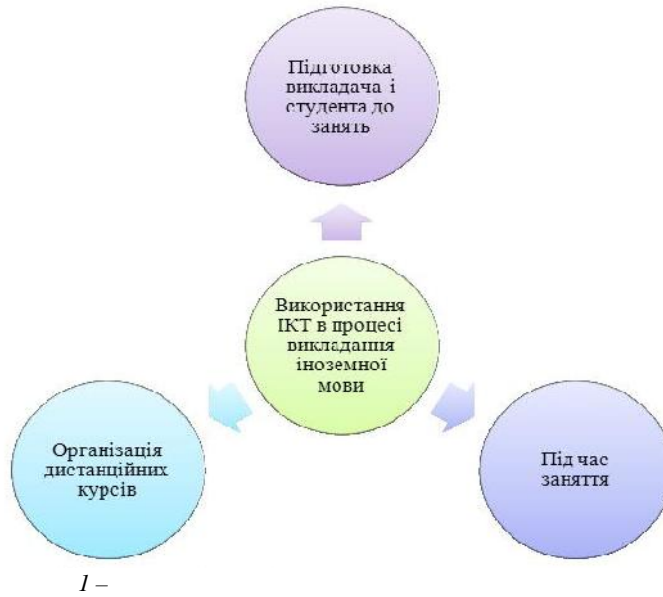 Підготовка
викладача і
студента до
занять
Використання
ІКТ в процесі
викладання
іноземної
мови
Організація
дистанційних
курсів
Під час
заняття
1 –